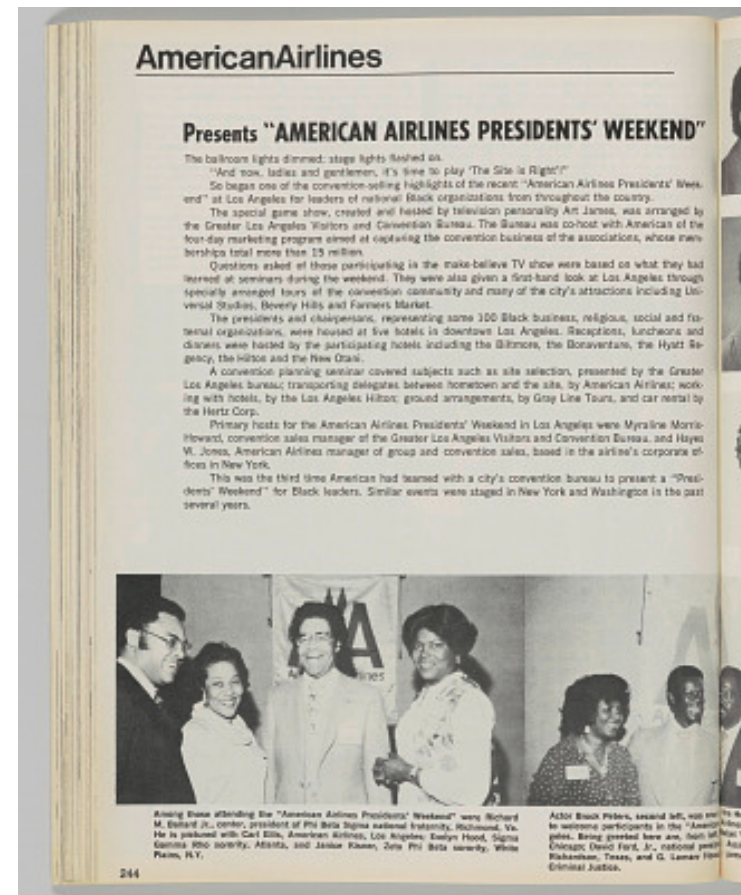 AmericanAirlines
Presents "AMERICAN AIRLINES PRESIDENTS' WEEKEND"
The ballroom lights dimmed; stage lights flashed on.
"And now, ladies and gentlemen, it's time to play 'The Site is Right'!"
So began one of the convention-selling highlights of the recent "American Airlines Presidents' Week-
end" at Los Angeles for leaders of national Black organizations from throughout the country.
The special game show, created and hosted by television personality Art James, was arranged by
the Greater Los Angeles Visitors and Convention Bureau. The Bureau was co-host with American of the
four-day marketing program aimed at capturing the convention business of the associations, whose mem-
berships total more than 15 million.
Questions asked of those participating in the make-believe TV show were based on what they had
learned at seminars during the weekend. They were also given a first-hand look at Los Angeles through
specially arranged tours of the convention community and many of the city's attractions including Uni-
versal Studios, Beverly Hills and Farmers Market.
The presidents and chairpersons, representing some 100 Black business, religious, social and fra-
ternal organizations, were housed at five hotels in downtown Los Angeles. Receptions, luncheons and
dinners were hosted by the participating hotels including the Biltmore, the Bonaventure, the Hyatt Re-
gency, the Hilton and the New Otani.
A convention planning seminar covered subjects such as site selection, presented by the Greater
Los Angeles bureau; transporting delegates between hometown and the site, by American Airlines; work-
ing with hotels, by the Los Angeles Hilton; ground arrangements, by Gray Line Tours, and car rental by
the Hertz Corp.
Primary hosts for the American Airlines Presidents' Weekend in Los Angeles were Myraline Morris-
Howard, convention sales manager of the Greater Los Angeles Visitors and Convention Bureau, and Hayes
W. Jones, American Airlines manager of group and convention sales, based in the airline's corporate of-
fices in New York.
This was the third time American had teamed with a city's convention bureau to present a "Presi-
dents' Weekend" for Black leaders. Similar events were staged in New York and Washington in the past
several years.
AA
Among those attending the "American Airlines Presidents' Weekend" were Richard
M. Ballard Jr., center, president of Phi Beta Sigma national fraternity, Richmond, Va.
He is pictured with Carl Ellis, American Airlines, Los Angeles; Evelyn Hood, Sigma
Gamma Rho sorority, Atlanta, and Janice Kissner, Zeta Phi Beta sorority, White
Plains, N.Y.
Actor Brock Peters, second left, was
to welcome participants in the
geles. Being greeted here are, from
Chicago; David Ford, Jr., national
Richardson, Texas, and G. Laman
Criminal Justice.
244